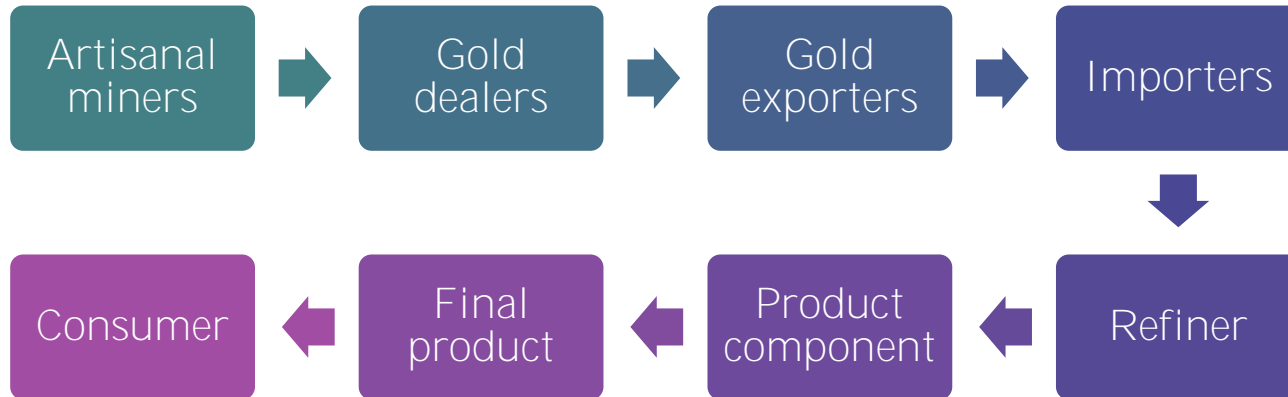 Artisanal
miners
Gold
dealers
Gold
exporters
Importers
Consumer
Final
product
Product
component
Refiner